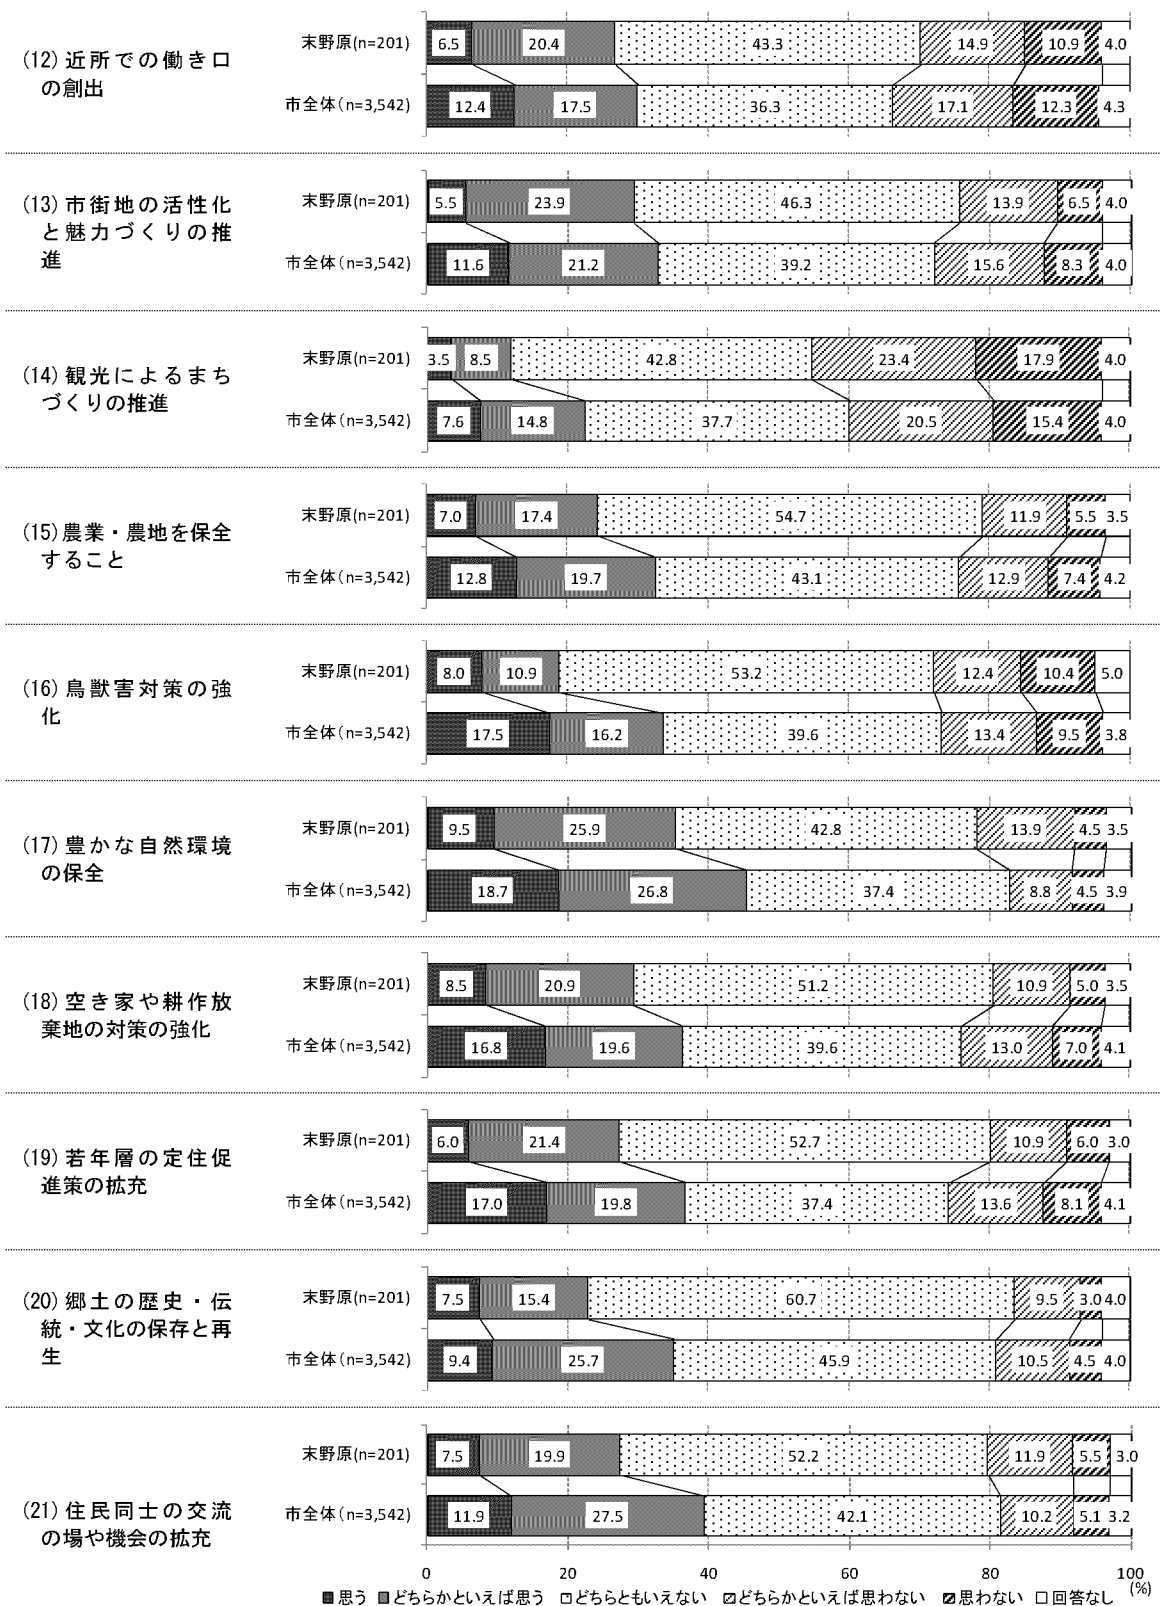 末野原(n=201)
6.5 20.4 43.3 14.9 10.9 4.0
(12)近所での働き口
の創出
市全体(n=3,542)
12.4 17.5 36.3 17.1 12.3 4.3
末野原(n=201)
5.5 23.9 46.3 13.9 6.5 4.0
(13)市街地の活性化
と魅力づくりの推
進
市全体(n=3,542)
11.6 21.2 39.2 15.6 8.3 4.0
末野原(n=201)
3.5 8.5 42.8 23.4 17.9 4.0
(14)観光によるまち
づくりの推進
市全体(n=3,542)
7.6 14.8 37.7 20.5 15.4 4.0
末野原(n=201)
7.0 17.4 54.7 11.9 5.5 3.5
(15)農業・農地を保全
すること
市全体(n=3,542)
12.8 19.7 43.1 12.9 7.4 4.2
末野原(n=201)
8.0 10.9 53.2 12.4 10.4 5.0
(16)鳥獣害対策の強
化
市全体(n=3,542)
17.5 16.2 39.6 13.4 9.5 3.8
末野原(n=201)
9.5 25.9 42.8 13.9 4.5 3.5
(17)豊かな自然環境
の保全
市全体(n=3,542)
18.7 26.8 37.4 8.8 4.5 3.9
末野原(n=201)
8.5 20.9 51.2 10.9 5.0 3.5
(18)空き家や耕作放
棄地の対策の強化
市全体(n=3,542)
16.8 19.6 39.6 13.0 7.0 4.1
末野原(n=201)
6.0 21.4 52.7 10.9 6.0 3.0
(19)若年層の定住促
進策の拡充
市全体(n=3,542)
17.0 19.8 37.4 13.6 8.1 4.1
末野原(n=201)
7.5 15.4 60.7 9.5 3.0 4.0
(20)郷土の歴史・伝
統・文化の保存と再
生
市全体(n=3,542)
9.4 25.7 45.9 10.5 4.5 4.0
末野原(n=201)
7.5 19.9 52.2 11.9 5.5 3.0
(21)住民同士の交流
の場や機会の拡充
市全体(n=3,542)
11.9 27.5 42.1 10.2 5.1 3.2
0 20 40 60 80 100
(%)
思う どちらかといえば思う どちらともいえない どちらかといえば思わない 思わない 回答なし